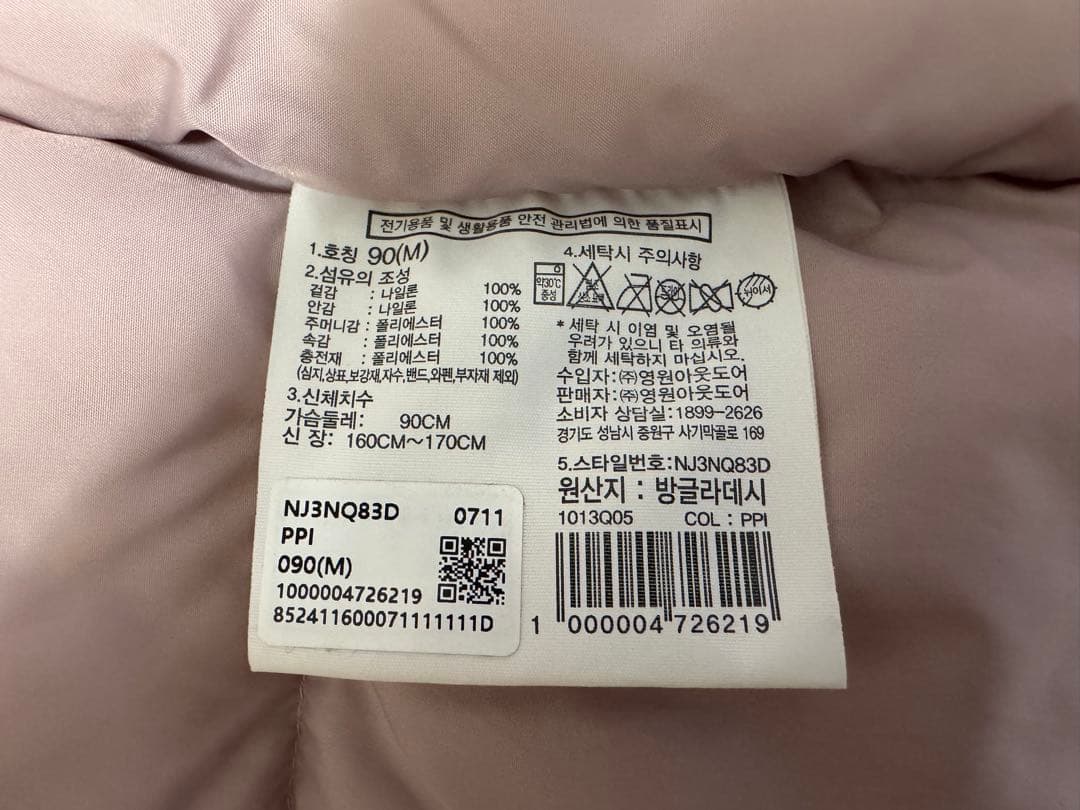 전기용품 및 생활용품 안전 관리법에 의한 품질표시
1.호칭 90(M)
2.섬유의 조성
겉감 : 나일론 100%
안감 : 나일론 100%
주머니감 : 폴리에스터 100%
속감 : 폴리에스터 100%
충전재 : 폴리에스터 100%
(심지,상표,보강재,자수,밴드,와펜,부자재 제외)
3.신체치수
가슴둘레: 90CM
신 장: 160CM~170CM
4.세탁시 주의사항
약30℃
중성
뉘어서
* 세탁 시 이염 및 오염될
우려가 있으니 타 의류와
함께 세탁하지 마십시오.
수입자:㈜영원아웃도어
판매자:㈜영원아웃도어
소비자 상담실:1899-2626
경기도 성남시 중원구 사기막골로 169
5.스타일번호:NJ3NQ83D
원산지 : 방글라데시
1013Q05 COL : PPI
1 000004 726219
NJ3NQ83D 0711
PPI
090(M)
1000004726219
852411600071111111D